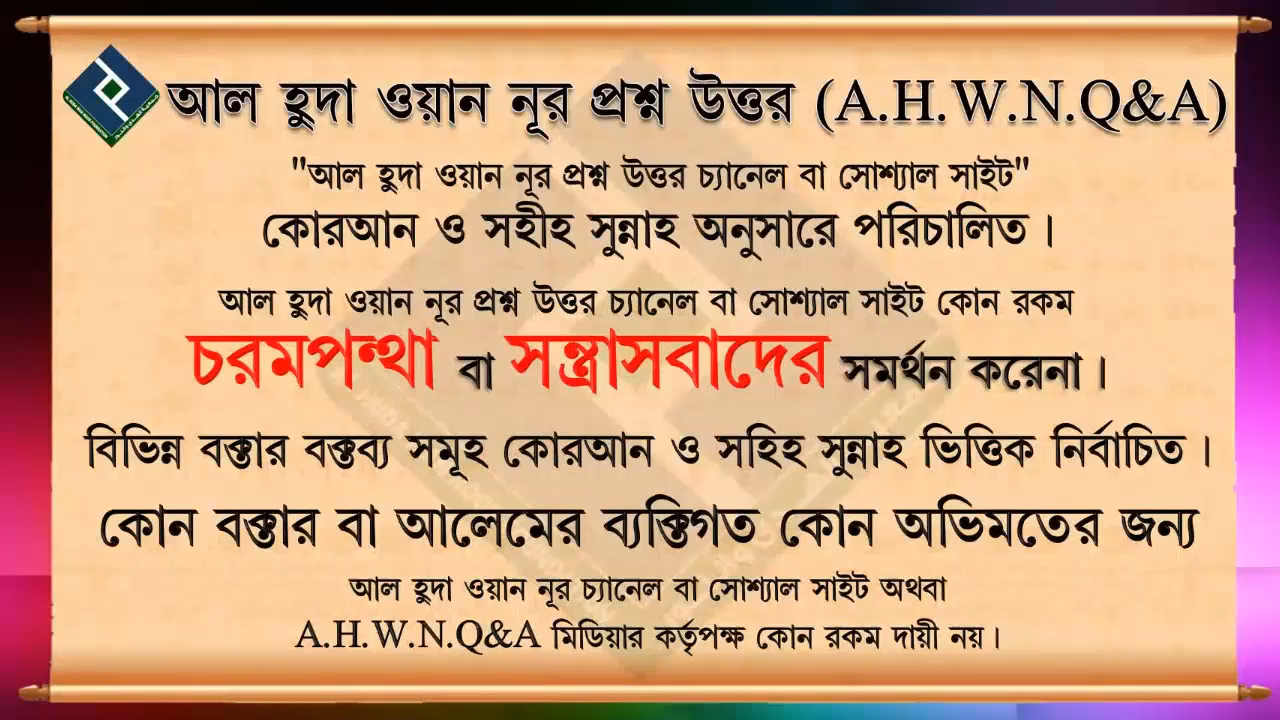 আল হুদা ওয়ান নূর প্রশ্ন উত্তর (A.H.W.N.Q&A)
"আল হুদা ওয়ান নূর প্রশ্ন উত্তর চ্যানেল বা সোশ্যাল সাইট"
কোরআন ও সহীহ সুন্নাহ অনুসারে পরিচালিত।
আল হুদা ওয়ান নূর প্রশ্ন উত্তর চ্যানেল বা সোশ্যাল সাইট কোন রকম
চরমপন্থা বা সন্ত্রাসবাদের সমর্থন করেনা।
বিভিন্ন বক্তার বক্তব্য সমূহ কোরআন ও সহিহ সুন্নাহ ভিত্তিক নির্বাচিত।
কোন বক্তার বা আলেমের ব্যক্তিগত কোন অভিমতের জন্য
আল হুদা ওয়ান নূর চ্যানেল বা সোশ্যাল সাইট অথবা
A.H.W.N.Q&A মিডিয়ার কর্তৃপক্ষ কোন রকম দায়ী নয়।